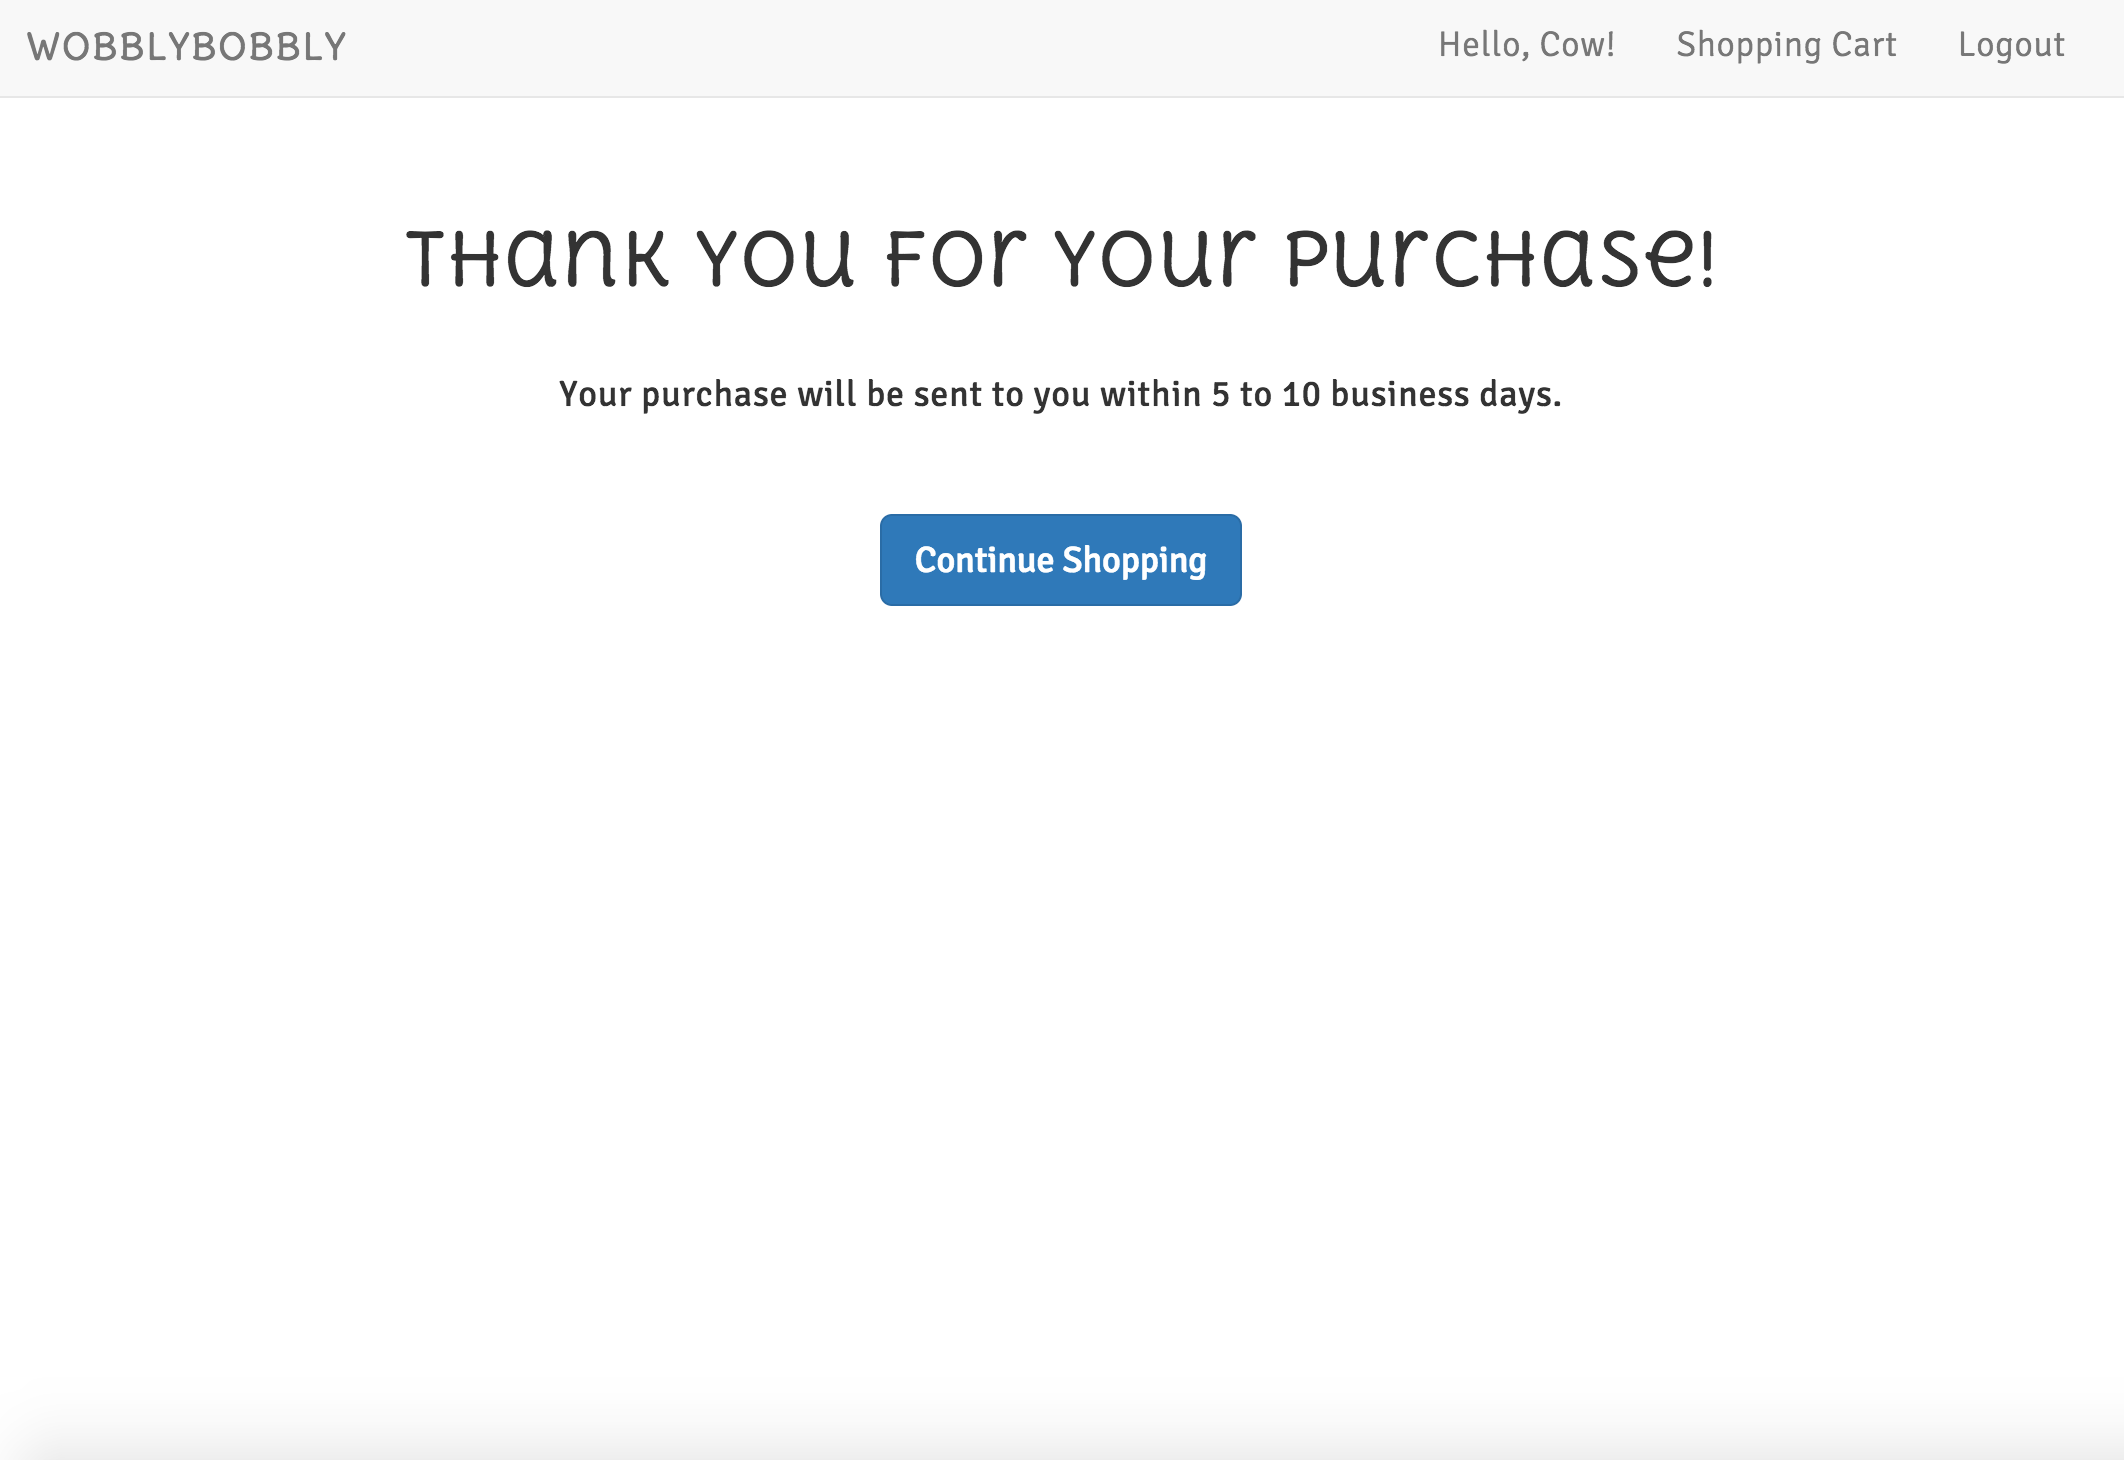 WOBBLYBOBBLY
Hello, Cow! Shopping Cart Logout
Thank you for your purchase!
Your purchase will be sent to you within 5 to 10 business days.
Continue Shopping